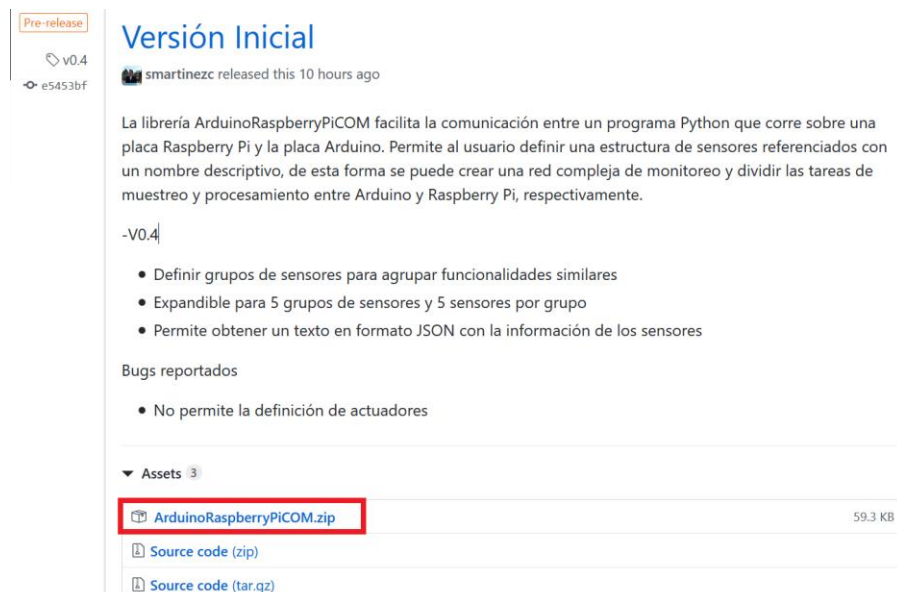 Pre-release
v0.4
e5453bf
Versión Inicial
smartinezc released this 10 hours ago
La librería ArduinoRaspberryPiCOM facilita la comunicación entre un programa Python que corre sobre una
placa Raspberry Pi y la placa Arduino. Permite al usuario definir una estructura de sensores referenciados con
un nombre descriptivo, de esta forma se puede crear una red compleja de monitoreo y dividir las tareas de
muestreo y procesamiento entre Arduino y Raspberry Pi, respectivamente.
-V0.4
• Definir grupos de sensores para agrupar funcionalidades similares
• Expandible para 5 grupos de sensores y 5 sensores por grupo
• Permite obtener un texto en formato JSON con la información de los sensores
Bugs reportados
• No permite la definición de actuadores
Assets 3
ArduinoRaspberryPiCOM.zip 59.3 KB
Source code (zip)
Source code (tar.gz)